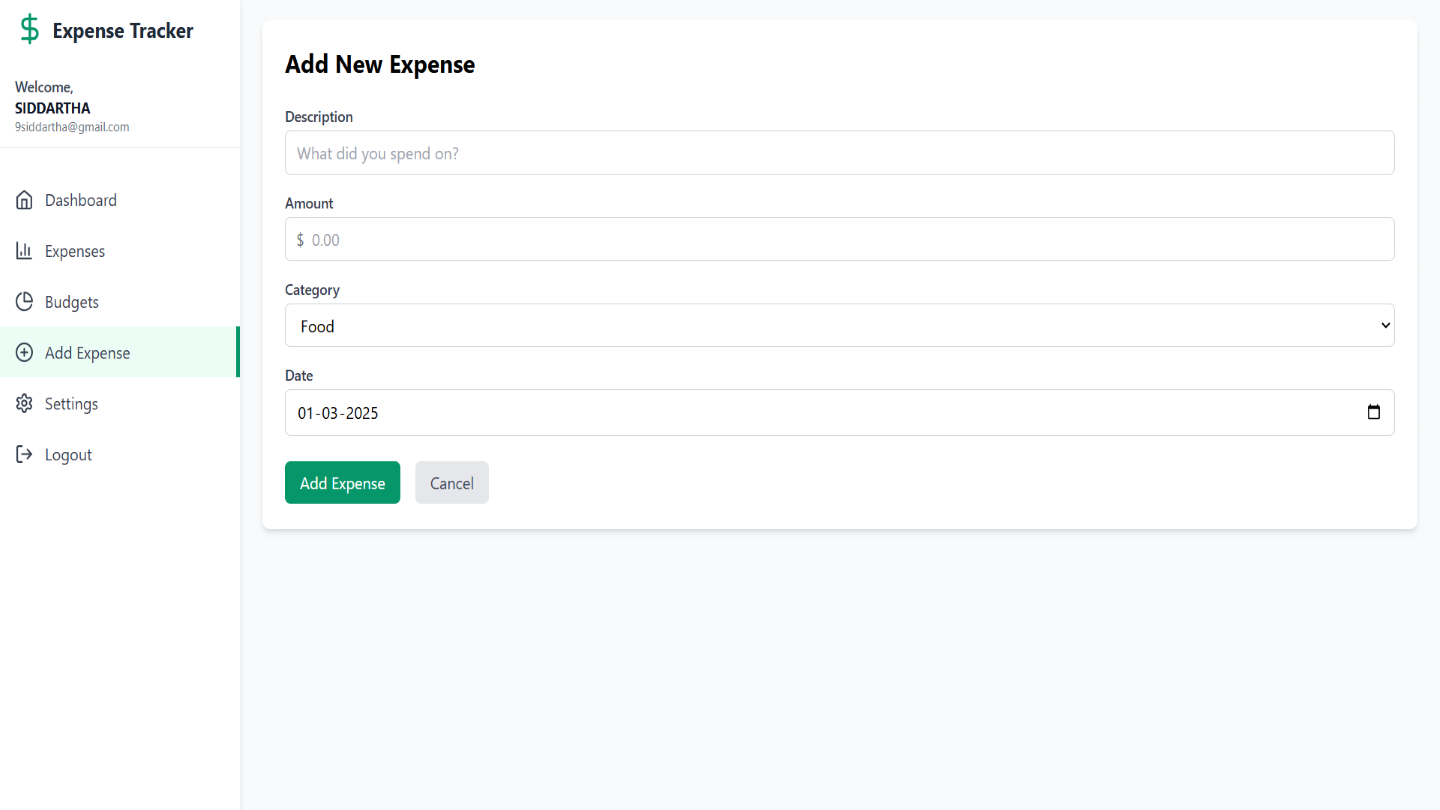 Expense Tracker
Welcome,
SIDDARTHA
9siddartha@gmail.com
Dashboard
Expenses
Budgets
Add Expense
Settings
Logout
Add New Expense
Description
What did you spend on?
Amount
$ 0.00
Category
Food
Date
01-03-2025
Add Expense
Cancel